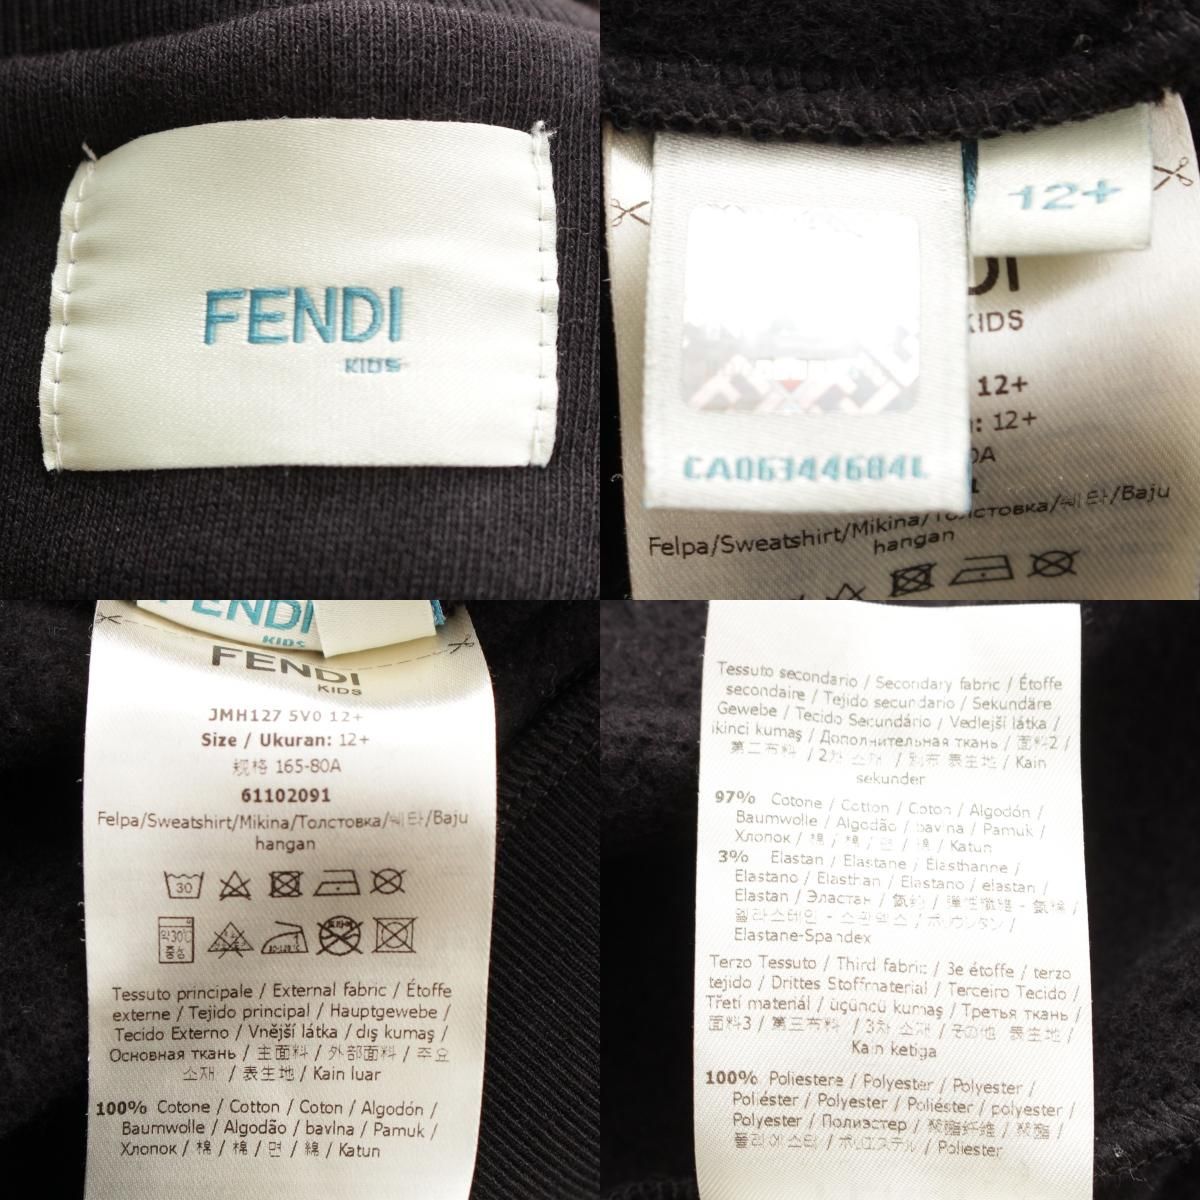 FENDI
KIDS
12+
KIDS
12+
12+
CA06344684L
Felpa/Sweatshirt/Mikina/Толстовка/쉐타/Baju
hangan
FENDI
KIDS
FENDI
KIDS
JMH127 5V0 12+
Size / Ukuran: 12+
规格 165-80A
61102091
Felpa/Sweatshirt/Mikina/Толстовка/쉐타/Baju
hangan
30
약30℃
중성
Tessuto principale / External fabric / Étoffe
externe / Tejido principal / Hauptgewebe /
Tecido Externo / Vnější látka / dış kumaş /
Основная ткань / 主面料 / 外部面料 / 주요
소재 / 表生地 / Kain luar
100% Cotone / Cotton / Coton / Algodón /
Baumwolle / Algodão / bavlna / Pamuk /
Хлопок / 棉 / 棉 / 면 / 綿 / Katun
Tessuto secondario / Secondary fabric / Étoffe
secondaire / Tejido secundario / Sekundäre
Gewebe / Tecido Secundário / Vedlejší látka /
ikinci kumaş / Дополнительная ткань / 面料2 /
第二布料 / 2차 소재 / 別布 表生地 / Kain
sekunder
97% Cotone / Cotton / Coton / Algodón /
Baumwolle / Algodão / bavlna / Pamuk /
Хлопок / 棉 / 棉 / 면 / 綿 / Katun
3% Elastan / Elastane / Élasthanne /
Elastano / Elasthan / Elastano / elastan /
Elastan / Эластан / 氨纶 / 彈性纖維 - 氨綸 /
엘라스테인 - 스판덱스 / ポリウレタン /
Elastane-Spandex
Terzo Tessuto / Third fabric / 3e étoffe / terzo
tejido / Drittes Stoffmaterial / Terceiro Tecido /
Třetí materiál / üçüncü kumaş / Третья ткань /
面料3 / 第三布料 / 3차 소재 / その他 表生地 /
Kain ketiga
100% Poliestere / Polyester / Polyester /
Poliéster / Polyester / Poliéster / polyester /
Polyester / Полиэстер / 聚酯纤维 / 聚酯 /
폴리에스터 / ポリエステル / Poliester